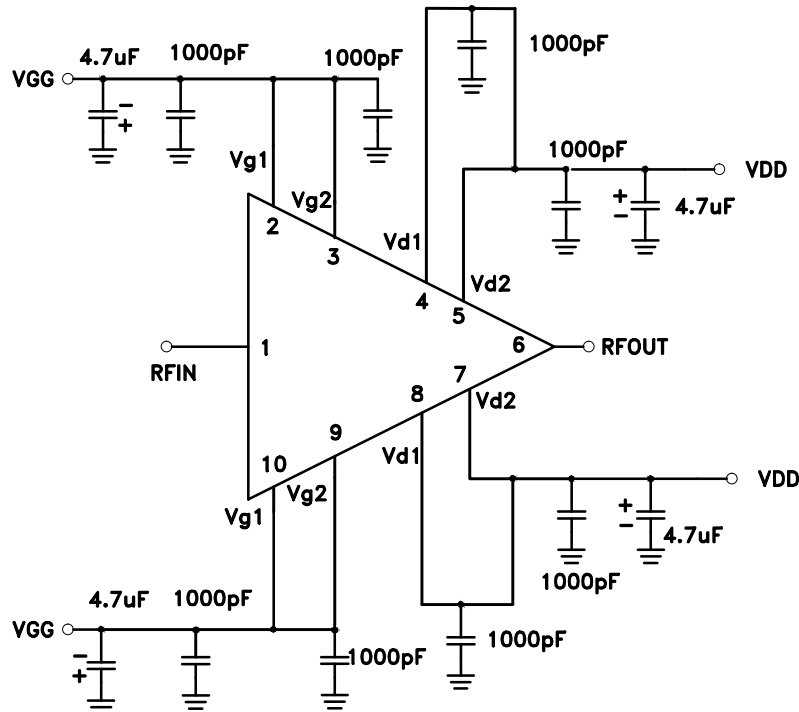 1000pF
4.7uF 1000pF 1000pF
VGG
− +
Vg1
1000pF
VDD
Vg2
+ −
4.7uF
2
3
Vd1
Vd2
4
5
1
6
RFOUT
RFIN
7
8
Vd2
9
Vd1
10
Vg2
Vg1
VDD
+ −
4.7uF
1000pF
4.7uF 1000pF
VGG
1000pF
1000pF
− +